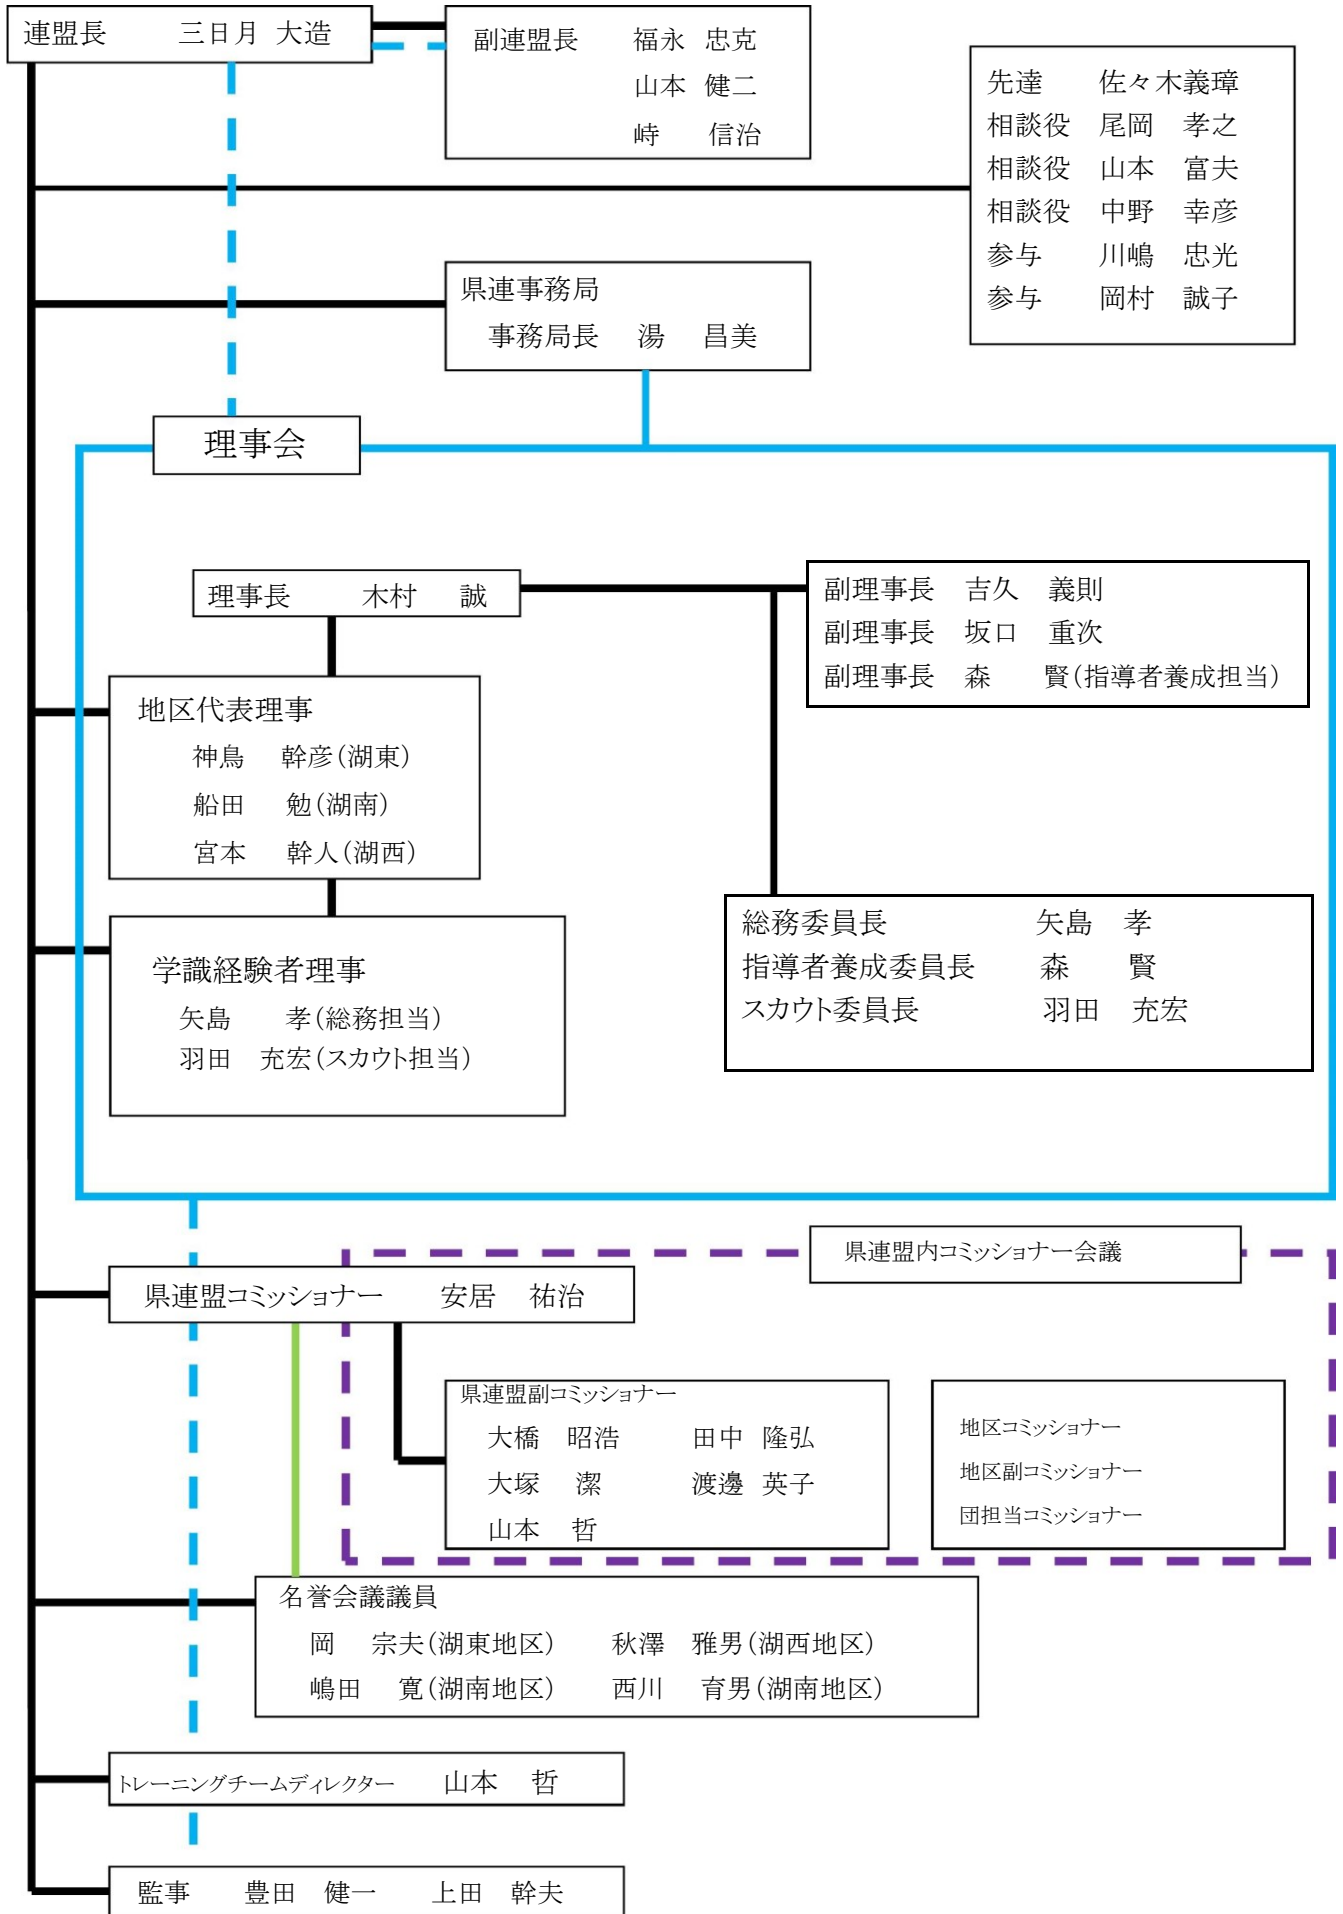 連盟長 三日月 大造
副連盟長 福永 忠克
山本 健二
峙 信治
先達 佐々木義璋
相談役 尾岡 孝之
相談役 山本 富夫
相談役 中野 幸彦
参与 川嶋 忠光
参与 岡村 誠子
県連事務局
事務局長 湯 昌美
理事会
理事長 木村 誠
副理事長 吉久 義則
副理事長 坂口 重次
副理事長 森 賢(指導者養成担当)
地区代表理事
神鳥 幹彦(湖東)
船田 勉(湖南)
宮本 幹人(湖西)
総務委員長 矢島 孝
指導者養成委員長 森 賢
スカウト委員長 羽田 充宏
学識経験者理事
矢島 孝(総務担当)
羽田 充宏(スカウト担当)
県連盟内コミッショナー会議
県連盟コミッショナー 安居 祐治
県連盟副コミッショナー
大橋 昭浩 田中 隆弘
大塚 潔 渡邊 英子
山本 哲
地区コミッショナー
地区副コミッショナー
団担当コミッショナー
名誉会議議員
岡 宗夫(湖東地区) 秋澤 雅男(湖西地区)
嶋田 寛(湖南地区) 西川 育男(湖南地区)
トレーニングチームディレクター 山本 哲
監事 豊田 健一 上田 幹夫